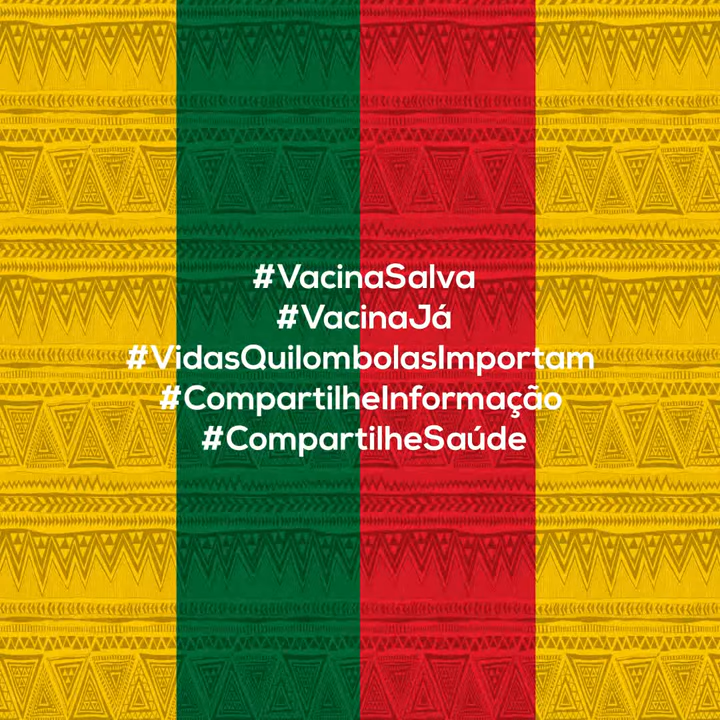 #VacinaSalva
#VacinaJá
#VidasQuilombolasImportam
#CompartilheInformação
#CompartilheSaúde